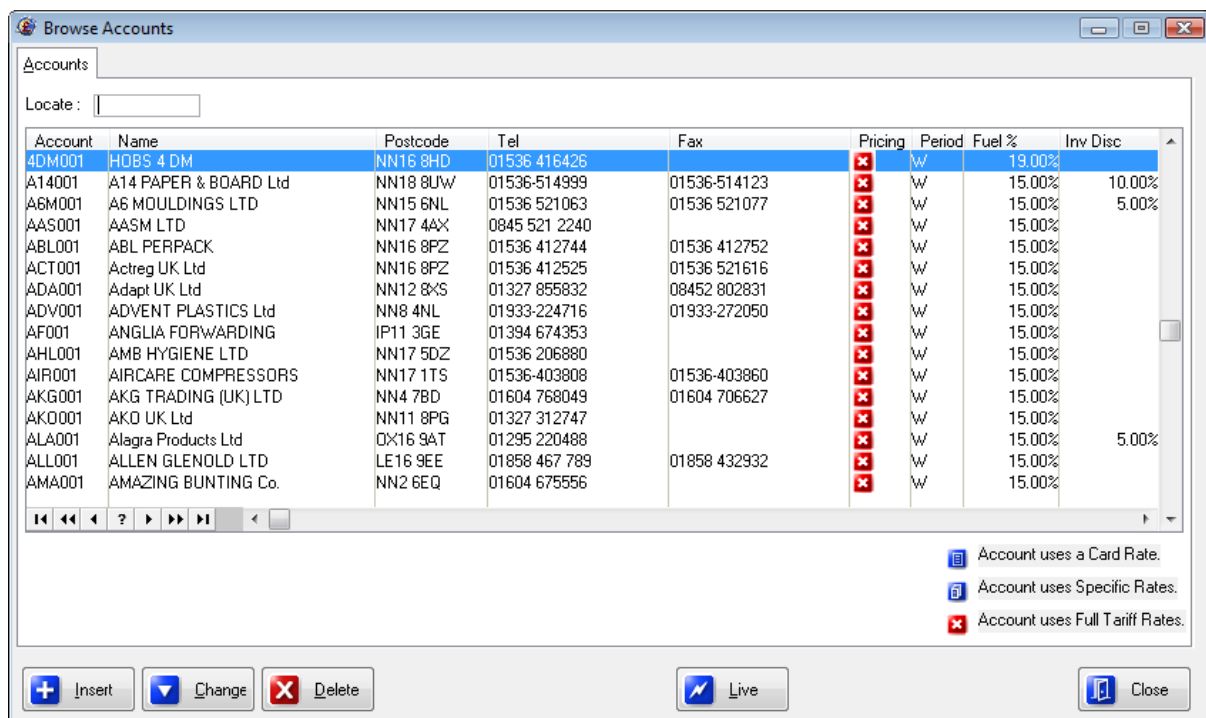 Browse Accounts
Accounts
Locate :
Account Name Postcode Tel Fax Pricing Period Fuel % Inv Disc
4DM001 HOBS 4 DM NN16 8HD 01536 416426 W 19.00%
A14001 A14 PAPER & BOARD Ltd NN18 8UW 01536-514999 01536-514123 W 15.00% 10.00%
A6M001 A6 MOULDINGS LTD NN15 6NL 01536 521063 01536 521077 W 15.00% 5.00%
AAS001 AASM LTD NN17 4AX 0845 521 2240 W 15.00%
ABL001 ABL PERPACK NN16 8PZ 01536 412744 01536 412752 W 15.00%
ACT001 Actreg UK Ltd NN16 8PZ 01536 412525 01536 521616 W 15.00%
ADA001 Adapt UK Ltd NN12 8XS 01327 855832 08452 802831 W 15.00%
ADV001 ADVENT PLASTICS Ltd NN8 4NL 01933-224716 01933-272050 W 15.00%
AF001 ANGLIA FORWARDING IP11 3GE 01394 674353 W 15.00%
AHL001 AMB HYGIENE LTD NN17 5DZ 01536 206880 W 15.00%
AIR001 AIRCARE COMPRESSORS NN17 1TS 01536-403808 01536-403860 W 15.00%
AKG001 AKG TRADING (UK) LTD NN4 7BD 01604 768049 01604 706627 W 15.00%
AKO001 AKO UK Ltd NN11 8PG 01327 312747 W 15.00%
ALA001 Alagra Products Ltd OX16 9AT 01295 220488 W 15.00% 5.00%
ALL001 ALLEN GLENOLD LTD LE16 9EE 01858 467 789 01858 432932 W 15.00%
AMA001 AMAZING BUNTING Co. NN2 6EQ 01604 675556 W 15.00%
?
Account uses a Card Rate.
Account uses Specific Rates.
Account uses Full Tariff Rates.
Insert Change Delete Live Close